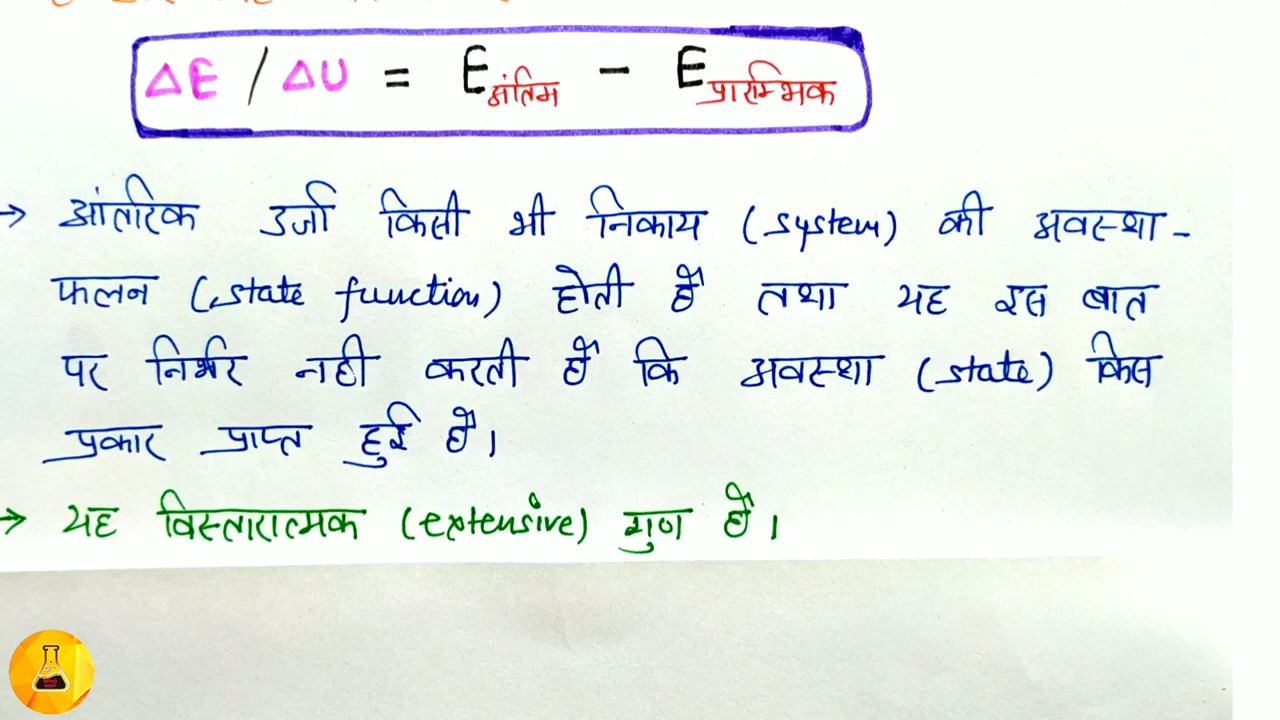 ΔE / ΔU = E अंतिम - E प्रारम्भिक
→ आंतरिक उर्जा किसी भी निकाय (system) की अवस्था -
फलन (state function) होती है तथा यह इस बात
पर निर्भर नही करती है कि अवस्था (state) किस
प्रकार प्राप्त हुई है।
→ यह विस्तारात्मक (extensive) गुण है।